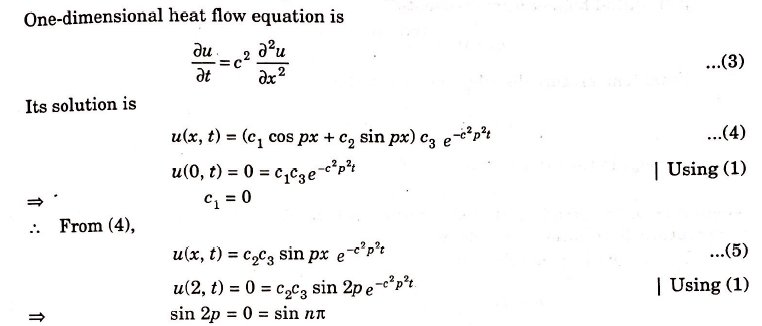 One-dimensional heat flow equation is
∂u/∂t = c² ∂²u/∂x² ...(3)
Its solution is
u(x, t) = (c₁ cos px + c₂ sin px) c₃ e^(–c²p²t) ...(4)
u(0, t) = 0 = c₁c₃e^(–c²p²t) | Using (1)
⇒ c₁ = 0
∴ From (4),
u(x, t) = c₂c₃ sin px e^(–c²p²t) ...(5)
u(2, t) = 0 = c₂c₃ sin 2p e^(–c²p²t) | Using (1)
⇒ sin 2p = 0 = sin nπ